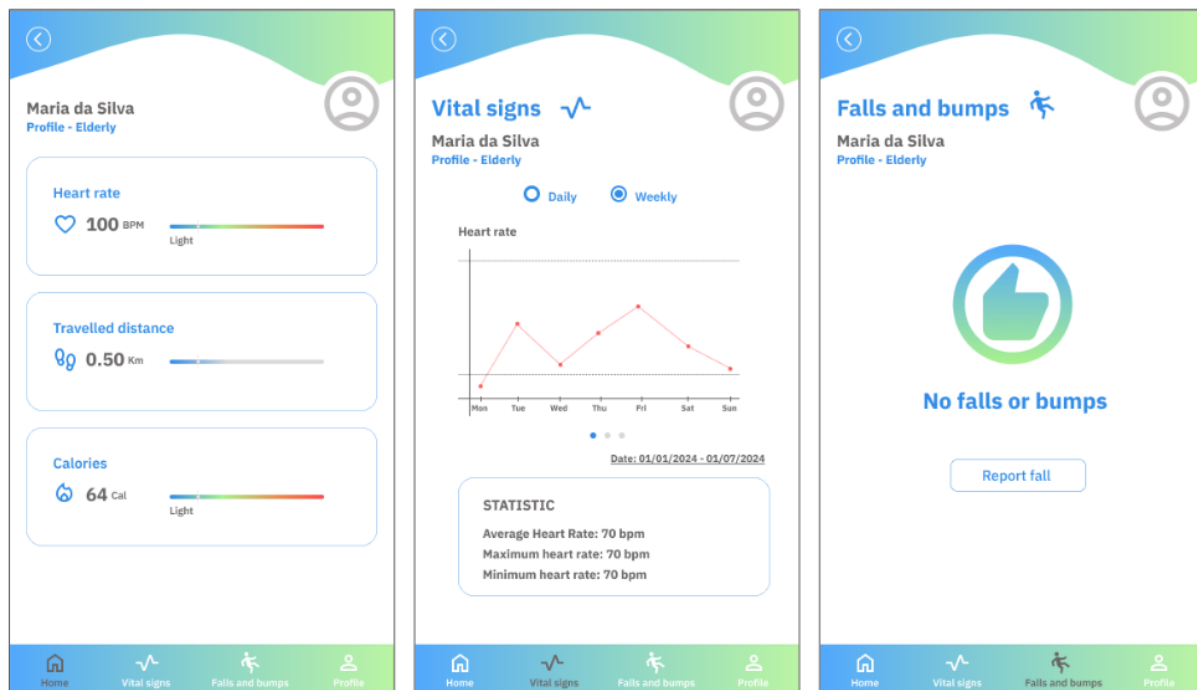 Maria da Silva
Profile - Elderly
Heart rate
100 BPM
Light
Travelled distance
0.50 Km
Calories
64 Cal
Light
Home Vital signs Falls and bumps Profile
Vital signs
Maria da Silva
Profile - Elderly
Daily Weekly
Heart rate
Mon Tue Wed Thu Fri Sat Sun
Date: 01/01/2024 - 01/07/2024
STATISTIC
Average Heart Rate: 70 bpm
Maximum heart rate: 70 bpm
Minimum heart rate: 70 bpm
Home Vital signs Falls and bumps Profile
Falls and bumps
Maria da Silva
Profile - Elderly
No falls or bumps
Report fall
Home Vital signs Falls and bumps Profile